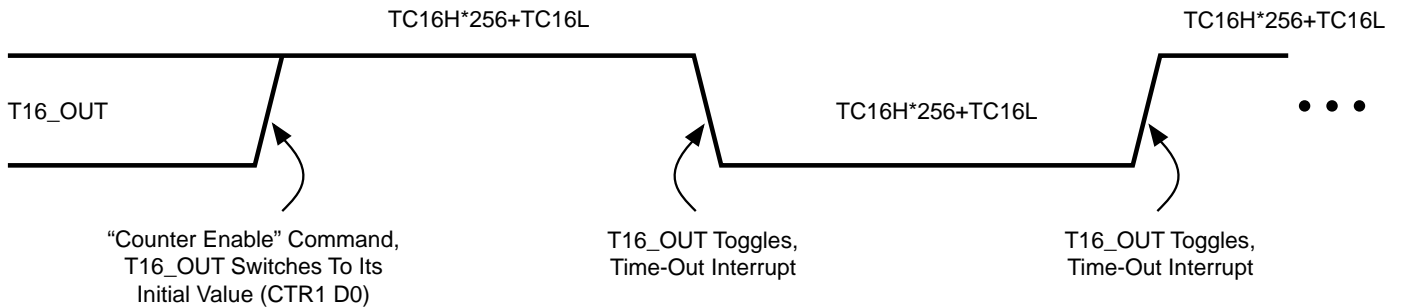 TC16H*256+TC16L
TC16H*256+TC16L
T16_OUT
TC16H*256+TC16L
“Counter Enable” Command,
T16_OUT Switches To Its
Initial Value (CTR1 D0)
T16_OUT Toggles,
Time-Out Interrupt
T16_OUT Toggles,
Time-Out Interrupt